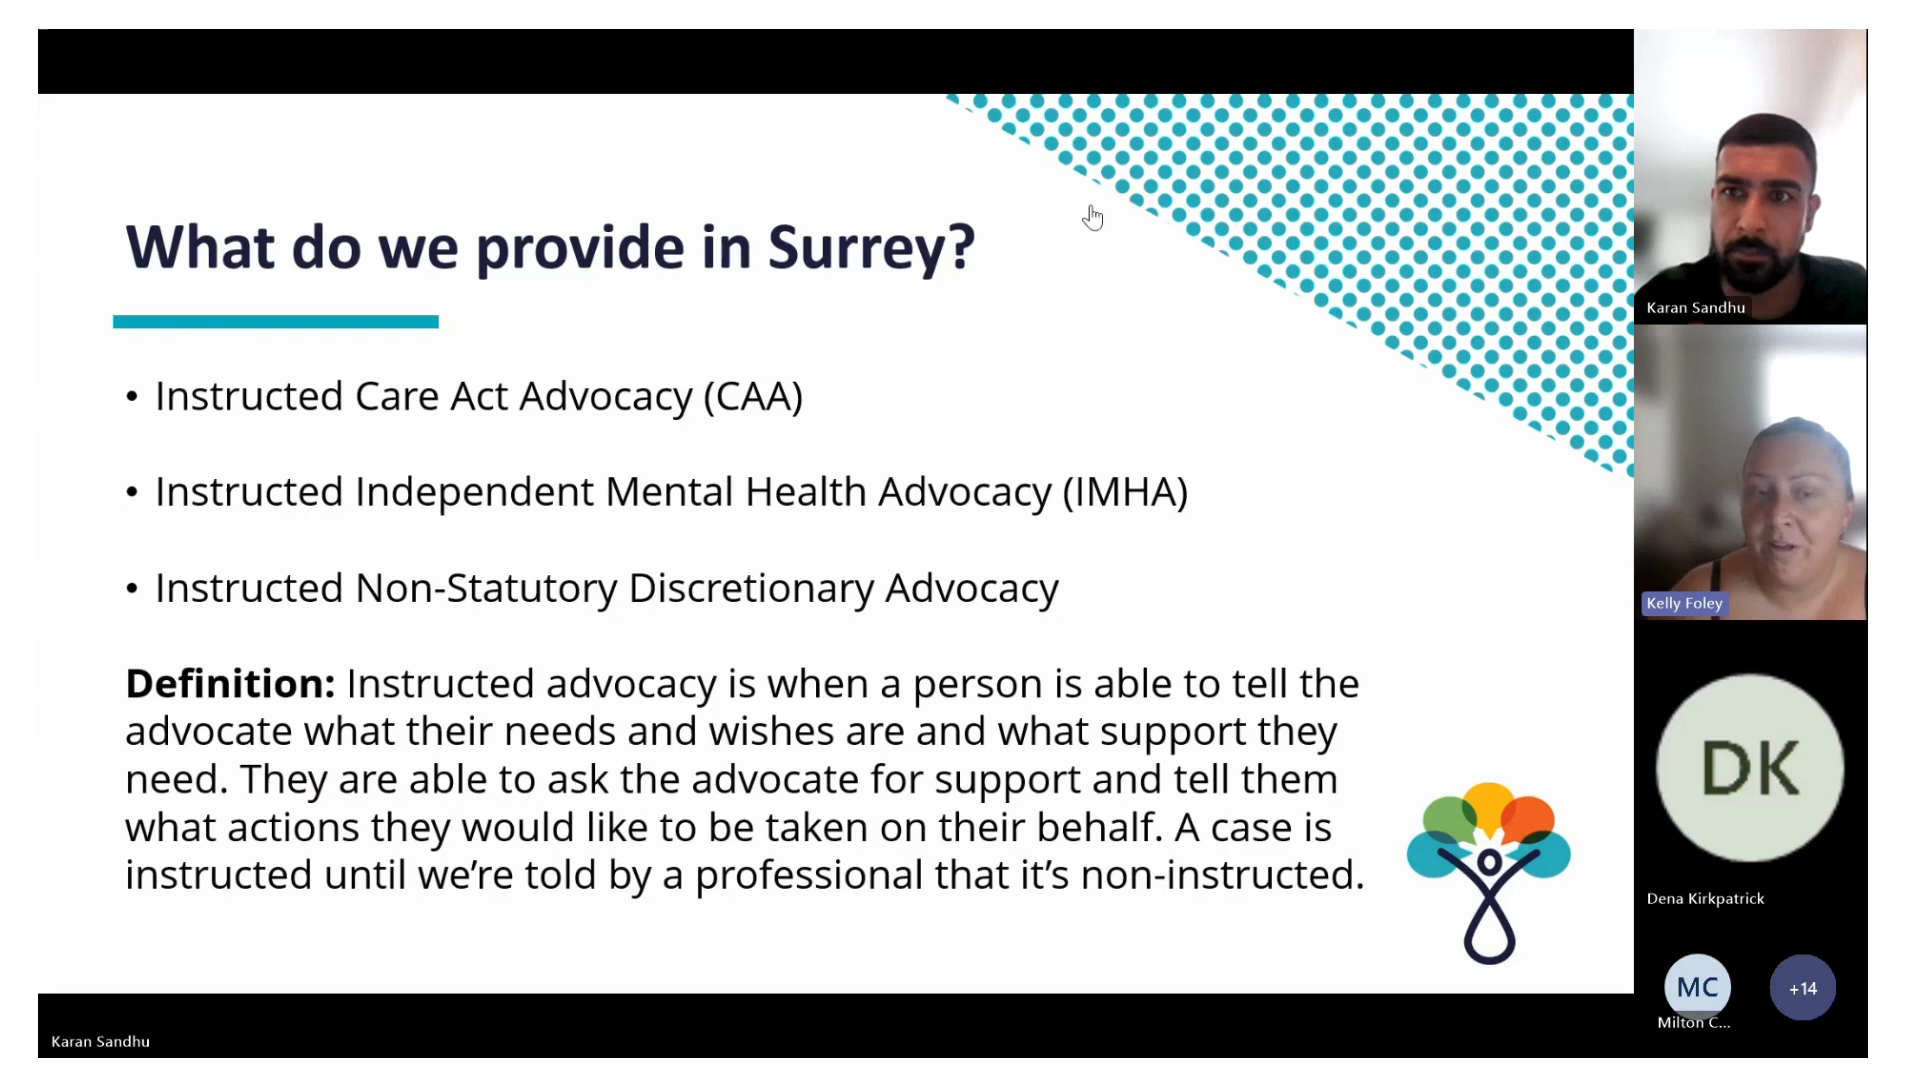 What do we provide in Surrey?
• Instructed Care Act Advocacy (CAA)
• Instructed Independent Mental Health Advocacy (IMHA)
• Instructed Non-Statutory Discretionary Advocacy
Definition: Instructed advocacy is when a person is able to tell the
advocate what their needs and wishes are and what support they
need. They are able to ask the advocate for support and tell them
what actions they would like to be taken on their behalf. A case is
instructed until we’re told by a professional that it’s non-instructed.
Karan Sandhu
Karan Sandhu
Kelly Foley
DK
Dena Kirkpatrick
MC
Milton C...
+14